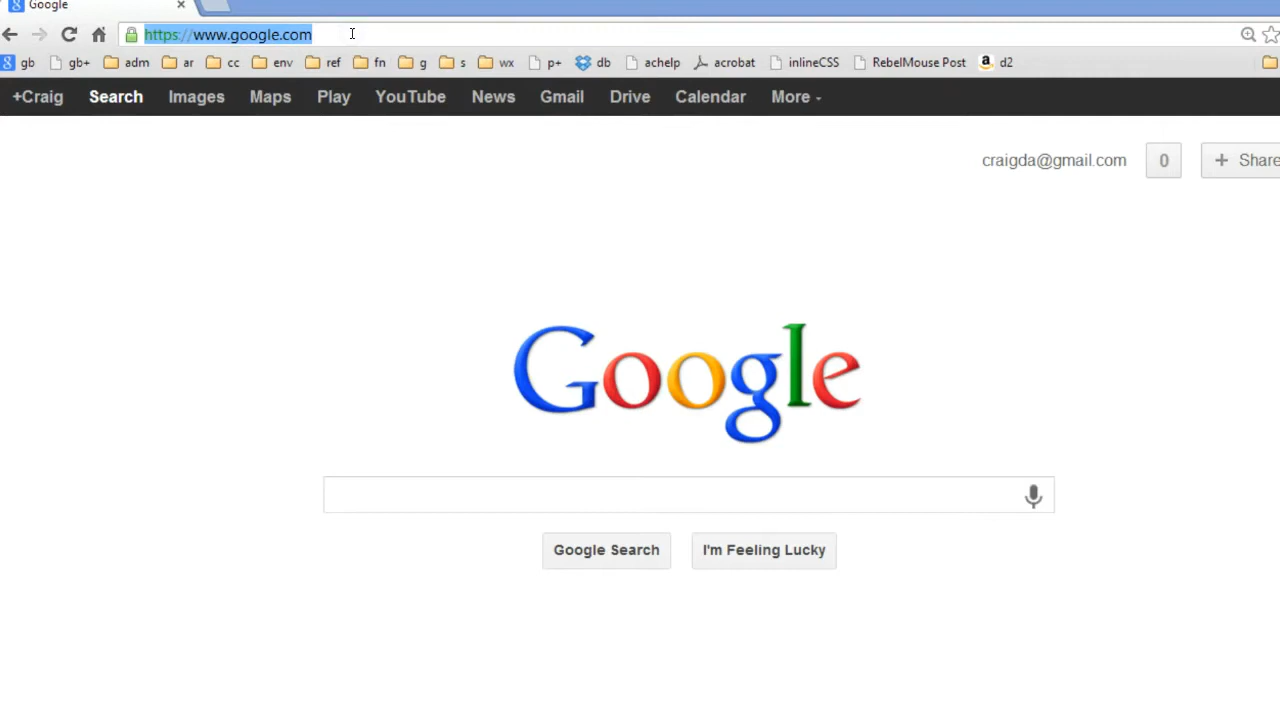 Google
https://www.google.com
gb gb+ adm ar cc env ref fn g s wx p+ db achelp acrobat inlineCSS RebelMouse Post d2
+Craig Search Images Maps Play YouTube News Gmail Drive Calendar More
craigda@gmail.com 0 + Share
Google
Google Search I'm Feeling Lucky